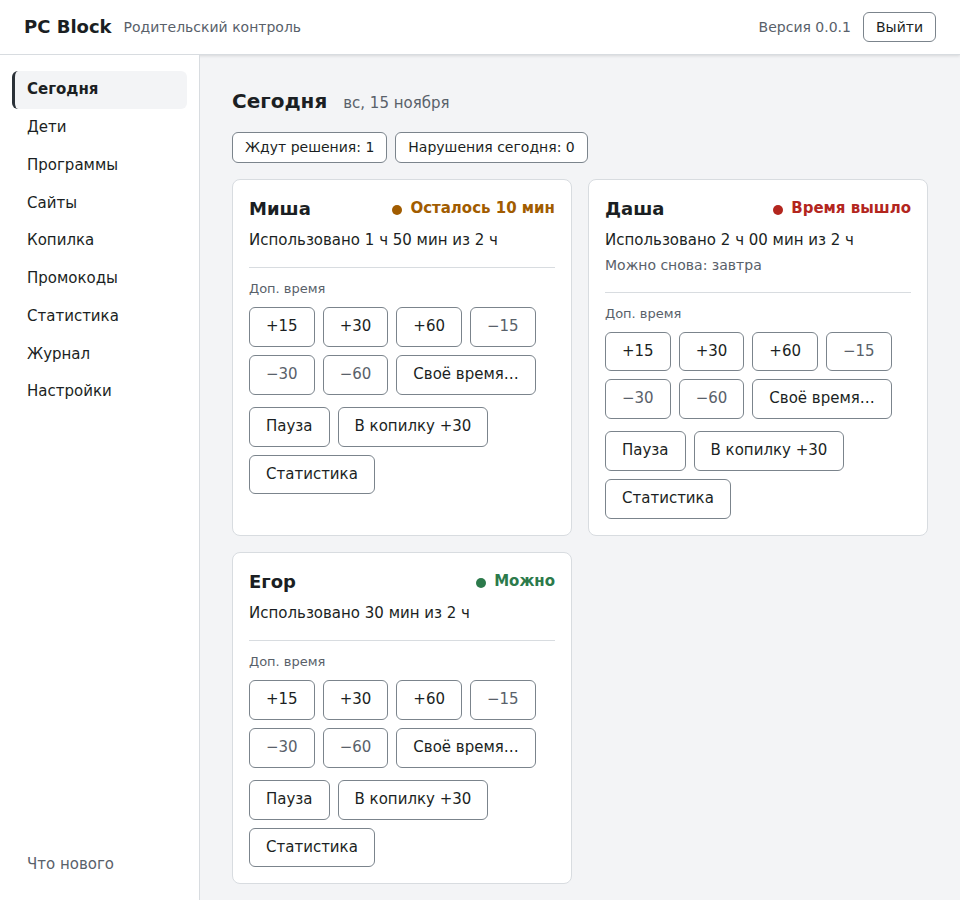 PC Block Родительский контроль Версия 0.0.1 Выйти
Сегодня
Дети
Программы
Сайты
Копилка
Промокоды
Статистика
Журнал
Настройки
Что нового
Сегодня вс, 15 ноября
Ждут решения: 1 Нарушения сегодня: 0
Миша Осталось 10 мин
Использовано 1 ч 50 мин из 2 ч
Доп. время
+15 +30 +60 −15
−30 −60 Своё время…
Пауза В копилку +30
Статистика
Даша Время вышло
Использовано 2 ч 00 мин из 2 ч
Можно снова: завтра
Доп. время
+15 +30 +60 −15
−30 −60 Своё время…
Пауза В копилку +30
Статистика
Егор Можно
Использовано 30 мин из 2 ч
Доп. время
+15 +30 +60 −15
−30 −60 Своё время…
Пауза В копилку +30
Статистика